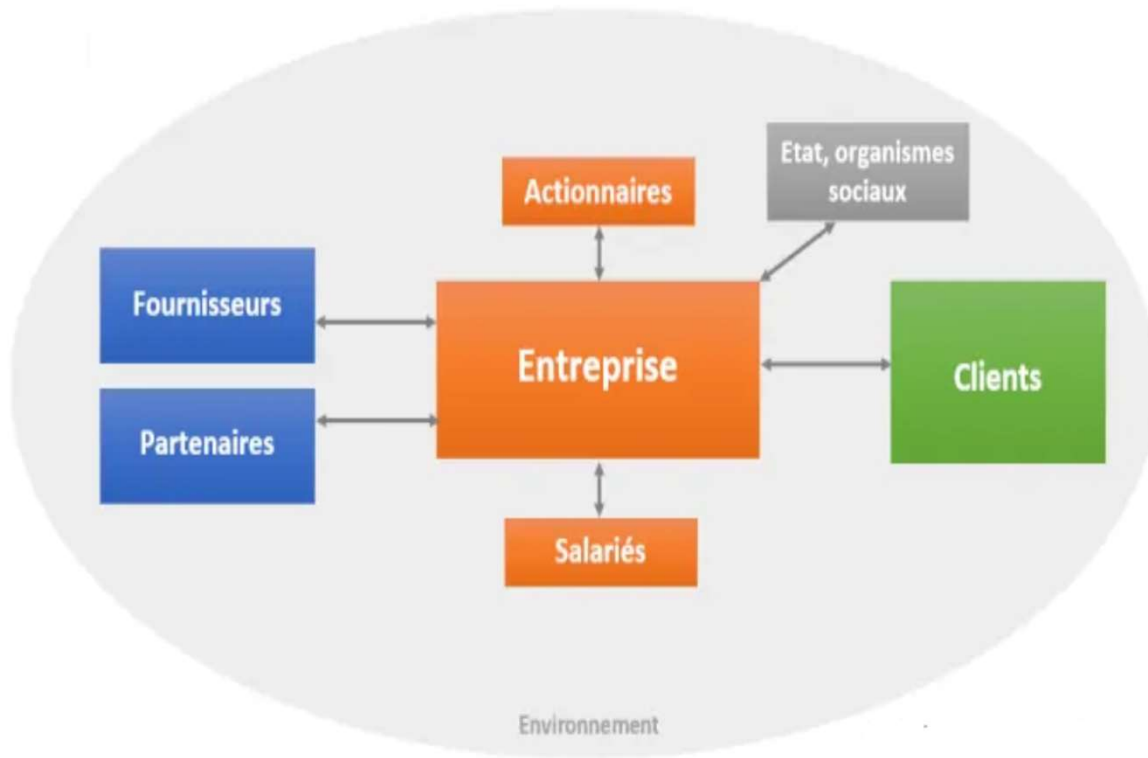 Etat, organismes
sociaux
Actionnaires
Fournisseurs
Entreprise
Clients
Partenaires
Salariés
Environnement